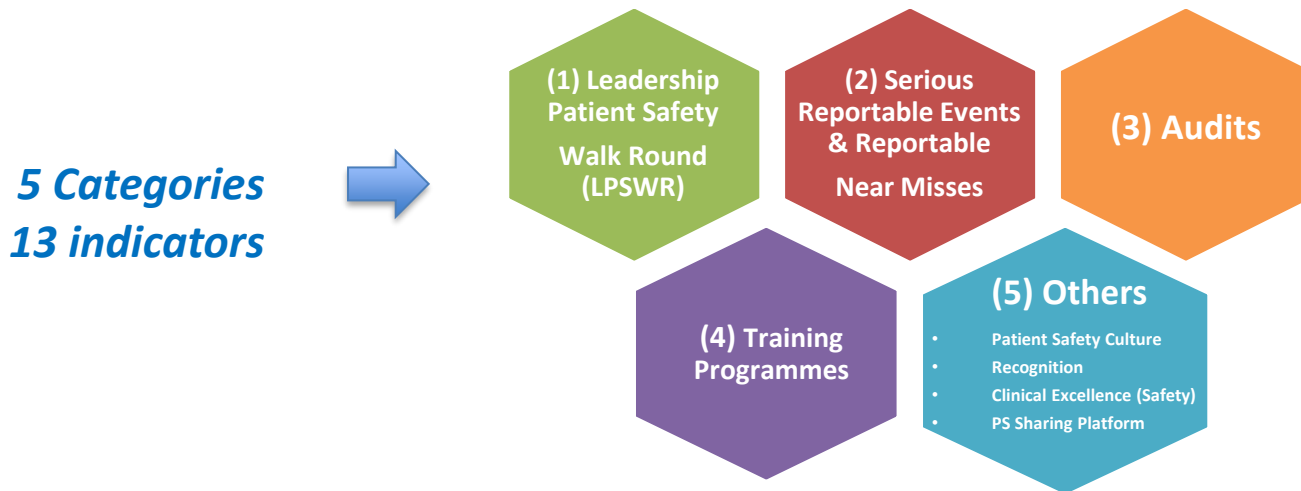 5 Categories
13 indicators
(1) Leadership
Patient Safety
Walk Round
(LPSWR)
(2) Serious
Reportable Events
& Reportable
Near Misses
(3) Audits
(4) Training
Programmes
(5) Others
• Patient Safety Culture
• Recognition
• Clinical Excellence (Safety)
• PS Sharing Platform